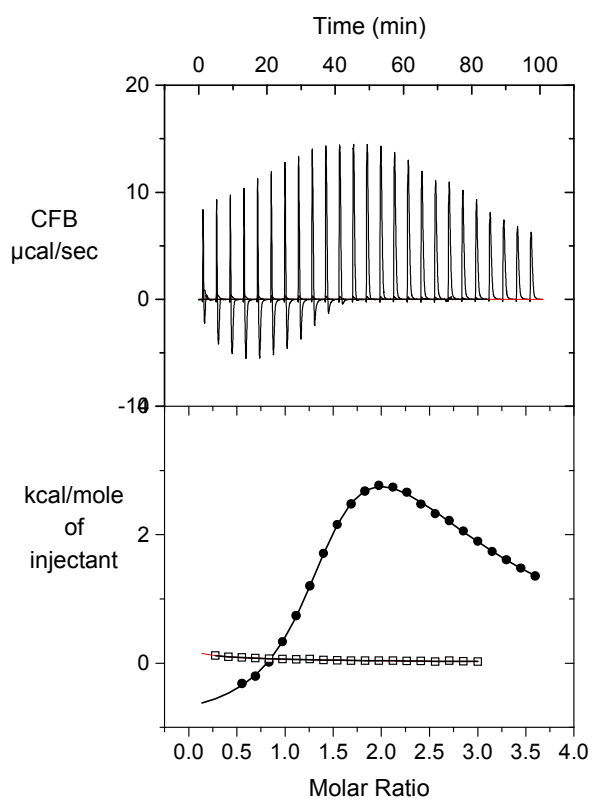 Time (min)
0 20 40 60 80 100
20
10
0
-10
CFB
µcal/sec
4
2
0
kcal/mole
of
injectant
0.0 0.5 1.0 1.5 2.0 2.5 3.0 3.5 4.0
Molar Ratio